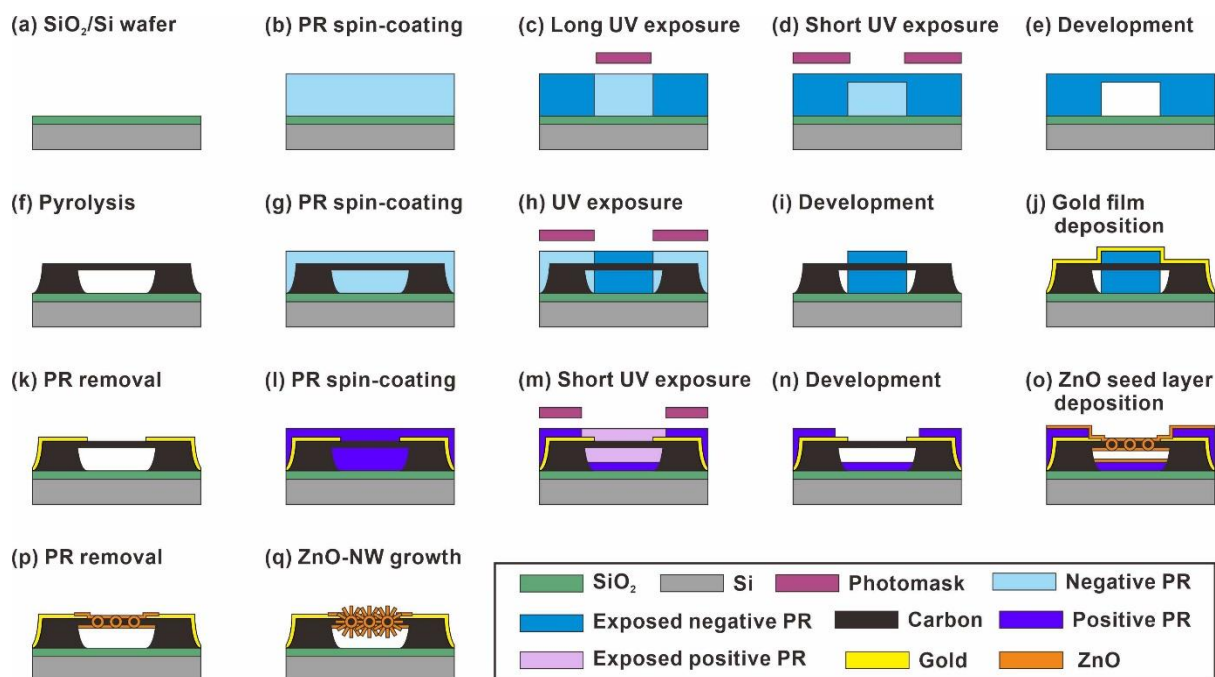 (a) SiO₂/Si wafer
(b) PR spin-coating
(c) Long UV exposure
(d) Short UV exposure
(e) Development
(f) Pyrolysis
(g) PR spin-coating
(h) UV exposure
(i) Development
(j) Gold film
deposition
(k) PR removal
(l) PR spin-coating
(m) Short UV exposure
(n) Development
(o) ZnO seed layer
deposition
(p) PR removal
(q) ZnO-NW growth
SiO₂
Si
Photomask
Negative PR
Exposed negative PR
Carbon
Positive PR
Exposed positive PR
Gold
ZnO